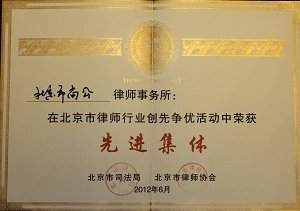 北京市尚公 律师事务所：
在北京市律师行业创先争优活动中荣获
先进集体
北京市司法局 北京市律师协会
2012年6月